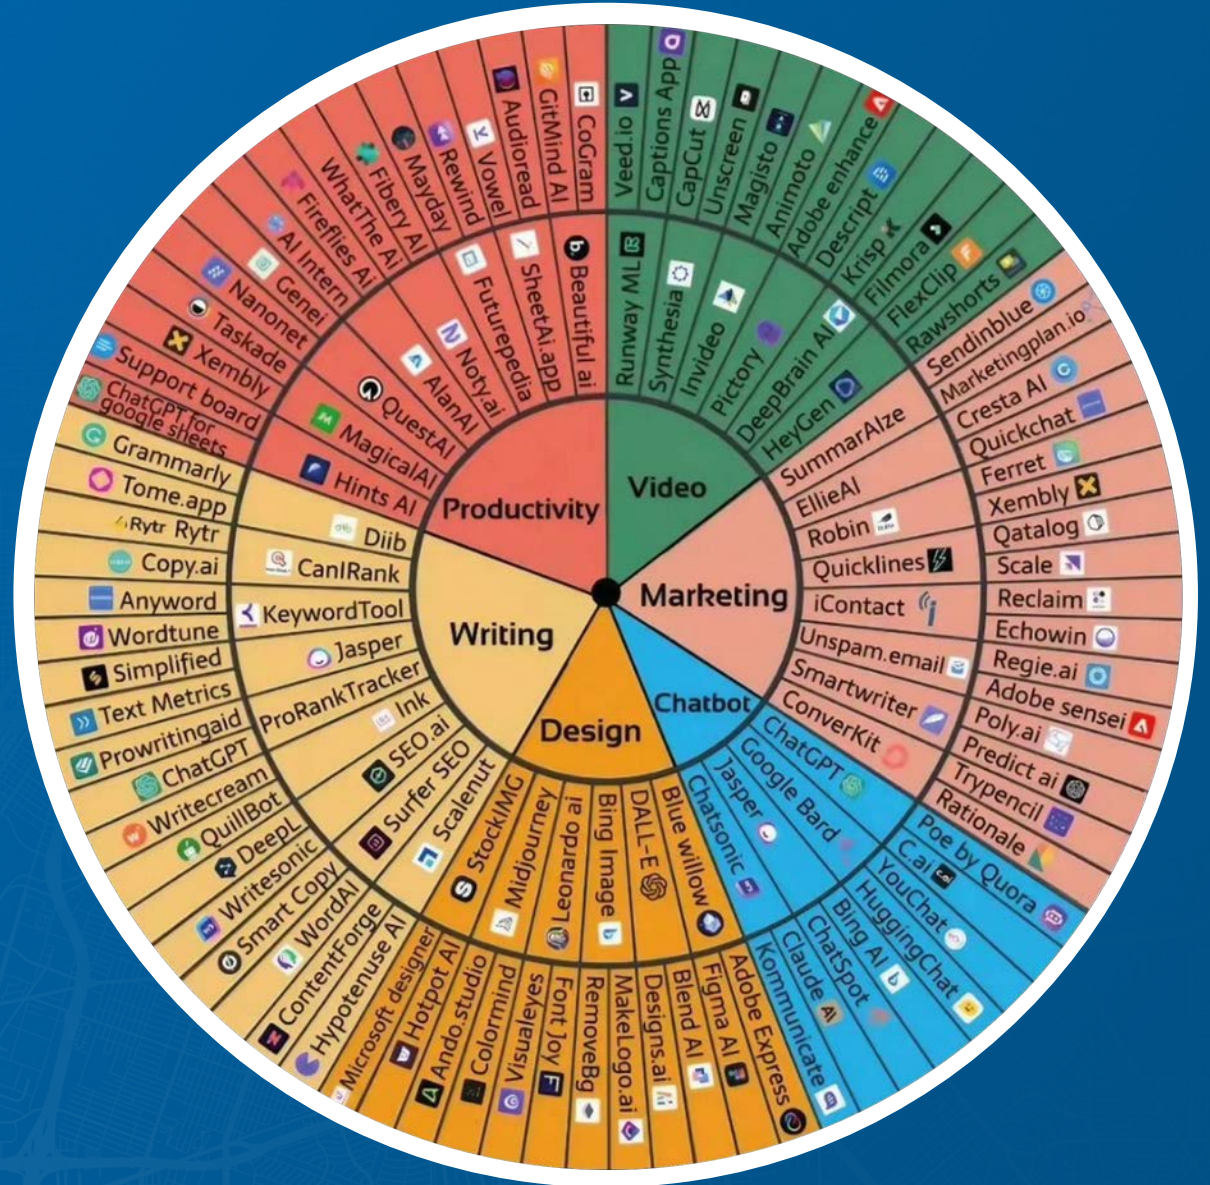 Productivity
Video
Marketing
Chatbot
Design
Writing
Runway ML
Synthesia
Invideo
Pictory
DeepBrain AI
HeyGen
Veed.io
Captions App
CapCut
Unscreen
Magisto
Animoto
Adobe enhance
Descript
Krisp
Filmora
FlexClip
Rawshorts
SummarAIze
EllieAI
Robin
Quicklines
iContact
Unspam.email
Smartwriter
ConverKit
Sendinblue
Marketingplan.io
Cresta AI
Quickchat
Ferret
Xembly
Qatalog
Scale
Reclaim
Echowin
Regie.ai
Adobe sensei
Poly.ai
Predict ai
Trypencil
Rationale
ChatGPT
Google Bard
Jasper
Chatsonic
Poe by Quora
C.ai
YouChat
HuggingChat
Bing AI
ChatSpot
Claude
Kommunicate
Blue willow
DALL-E
Bing Image
Leonardo ai
Midjourney
StockIMG
Adobe Express
Figma AI
Blend AI
Designs.ai
MakeLogo.ai
RemoveBg
Font Joy
Visualeyes
Colormind
Ando.studio
Hotpot AI
Microsoft designer
Scalenut
Surfer SEO
SEO.ai
Ink
ProRankTracker
Jasper
KeywordTool
CanIRank
Diib
Hypotenuse AI
ContentForge
WordAI
Smart Copy
Writesonic
DeepL
QuillBot
Writecream
ChatGPT
Prowritingaid
Text Metrics
Simplified
Wordtune
Anyword
Copy.ai
Rytr Rytr
Tome.app
Grammarly
Hints AI
MagicalAI
QuestAI
AlanAI
Noty.ai
Futurepedia
SheetAi.app
Beautiful ai
ChatGPT for
google sheets
Support board
Xembly
Taskade
Nanonet
Genei
AI Intern
Fireflies Ai
WhatThe Ai
Fibery AI
Mayday
Rewind
Vowel
Audioread
GitMind AI
CoGram